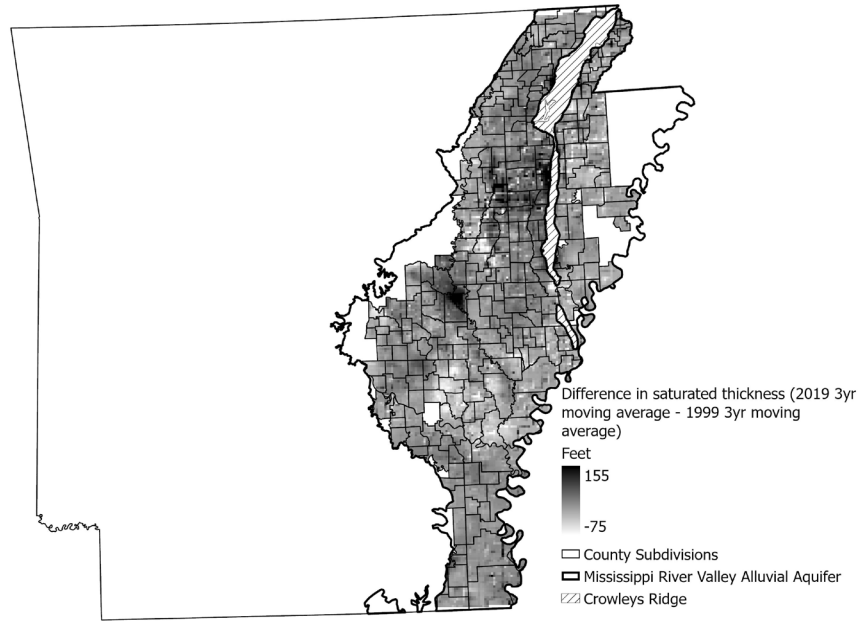 Difference in saturated thickness (2019 3yr
moving average - 1999 3yr moving
average)
Feet
155
-75
County Subdivisions
Mississippi River Valley Alluvial Aquifer
Crowleys Ridge